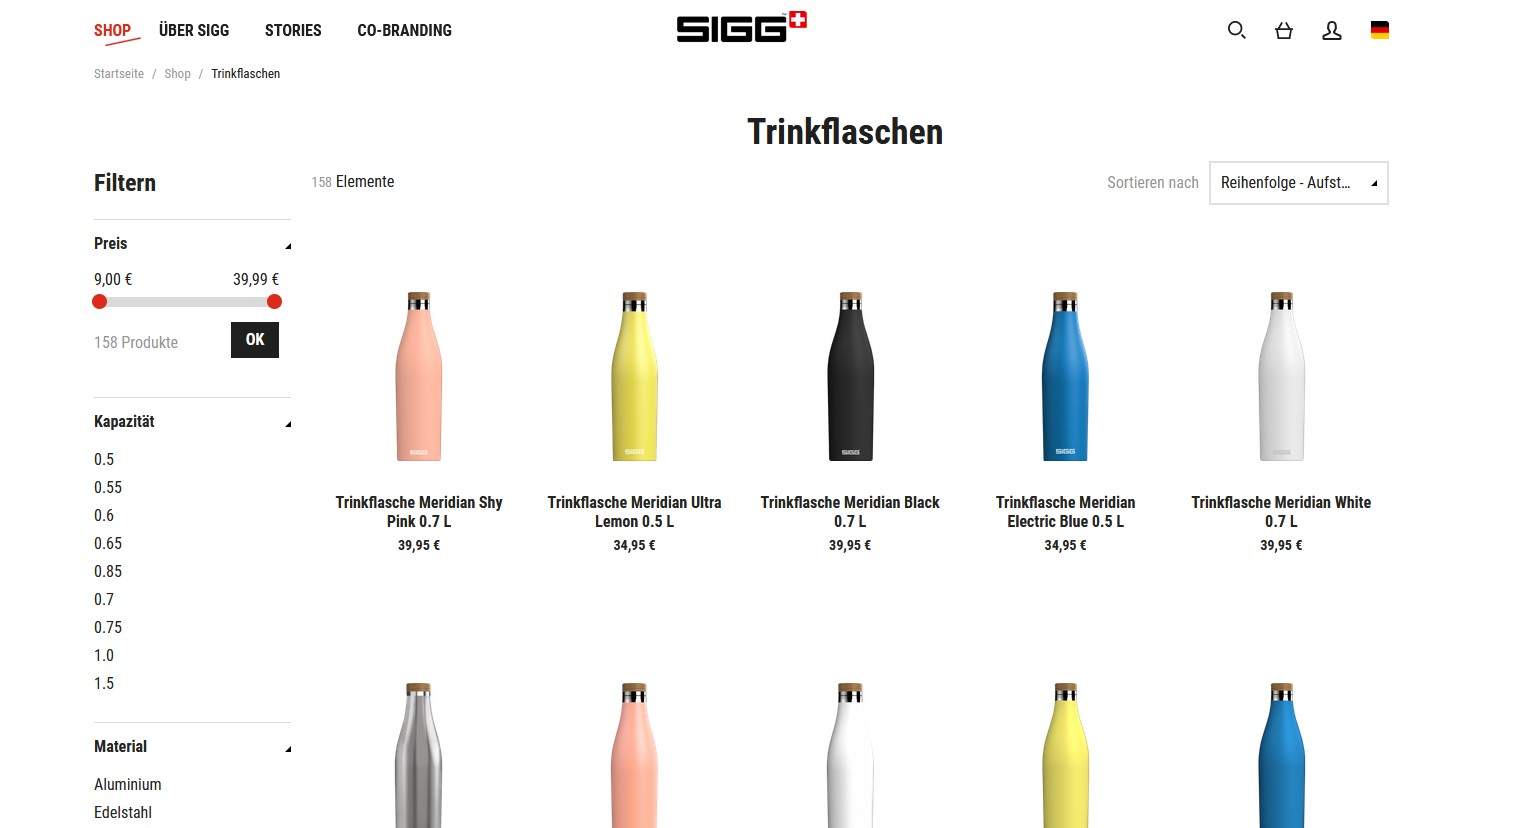 SHOP ÜBER SIGG STORIES CO-BRANDING
SIGG
Startseite / Shop / Trinkflaschen
Trinkflaschen
Filtern
158 Elemente
Sortieren nach Reihenfolge - Aufst...
Preis
9,00 € 39,99 €
158 Produkte OK
Kapazität
0.5
0.55
0.6
0.65
0.85
0.7
0.75
1.0
1.5
Material
Aluminium
Edelstahl
SIGG
SIGG
SIGG
SIGG
Trinkflasche Meridian Shy
Pink 0.7 L
39,95 €
Trinkflasche Meridian Ultra
Lemon 0.5 L
34,95 €
Trinkflasche Meridian Black
0.7 L
39,95 €
Trinkflasche Meridian
Electric Blue 0.5 L
34,95 €
Trinkflasche Meridian White
0.7 L
39,95 €